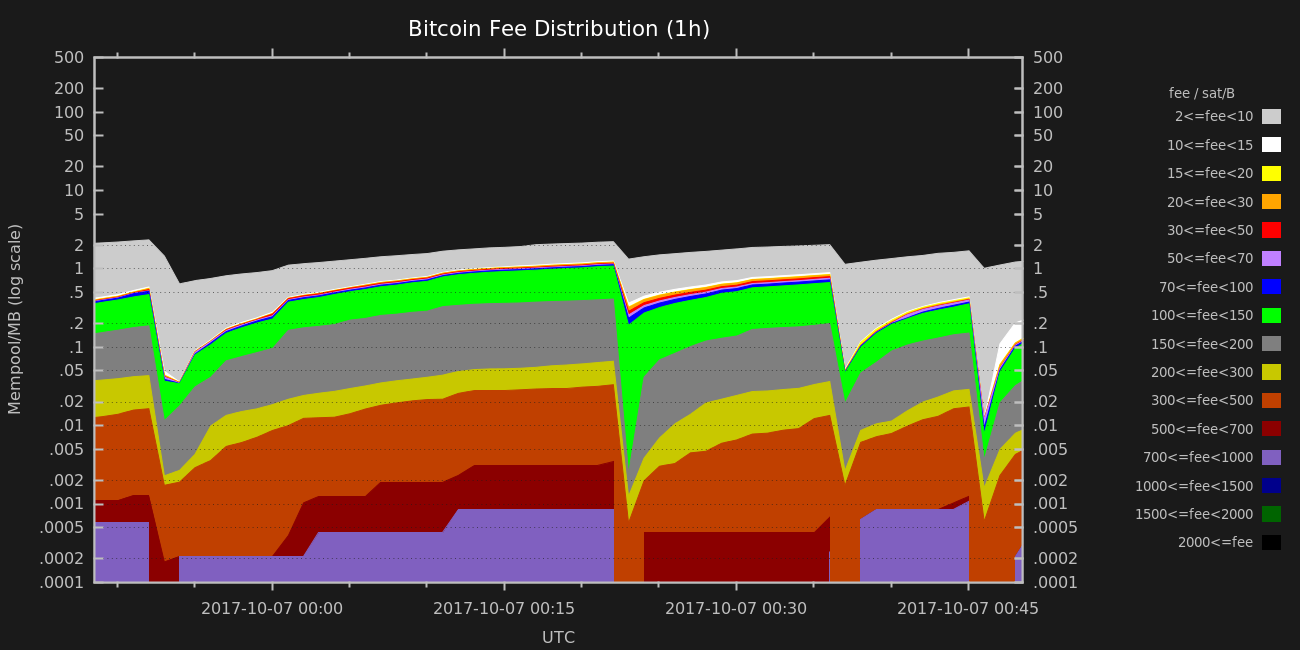 Bitcoin Fee Distribution (1h)
500
200
100
50
20
10
5
2
1
.5
.2
.1
.05
.02
.01
.005
.002
.001
.0005
.0002
.0001
Mempool/MB (log scale)
500
200
100
50
20
10
5
2
1
.5
.2
.1
.05
.02
.01
.005
.002
.001
.0005
.0002
.0001
2017-10-07 00:00
2017-10-07 00:15
2017-10-07 00:30
2017-10-07 00:45
UTC
fee / sat/B
2<=fee<10
10<=fee<15
15<=fee<20
20<=fee<30
30<=fee<50
50<=fee<70
70<=fee<100
100<=fee<150
150<=fee<200
200<=fee<300
300<=fee<500
500<=fee<700
700<=fee<1000
1000<=fee<1500
1500<=fee<2000
2000<=fee